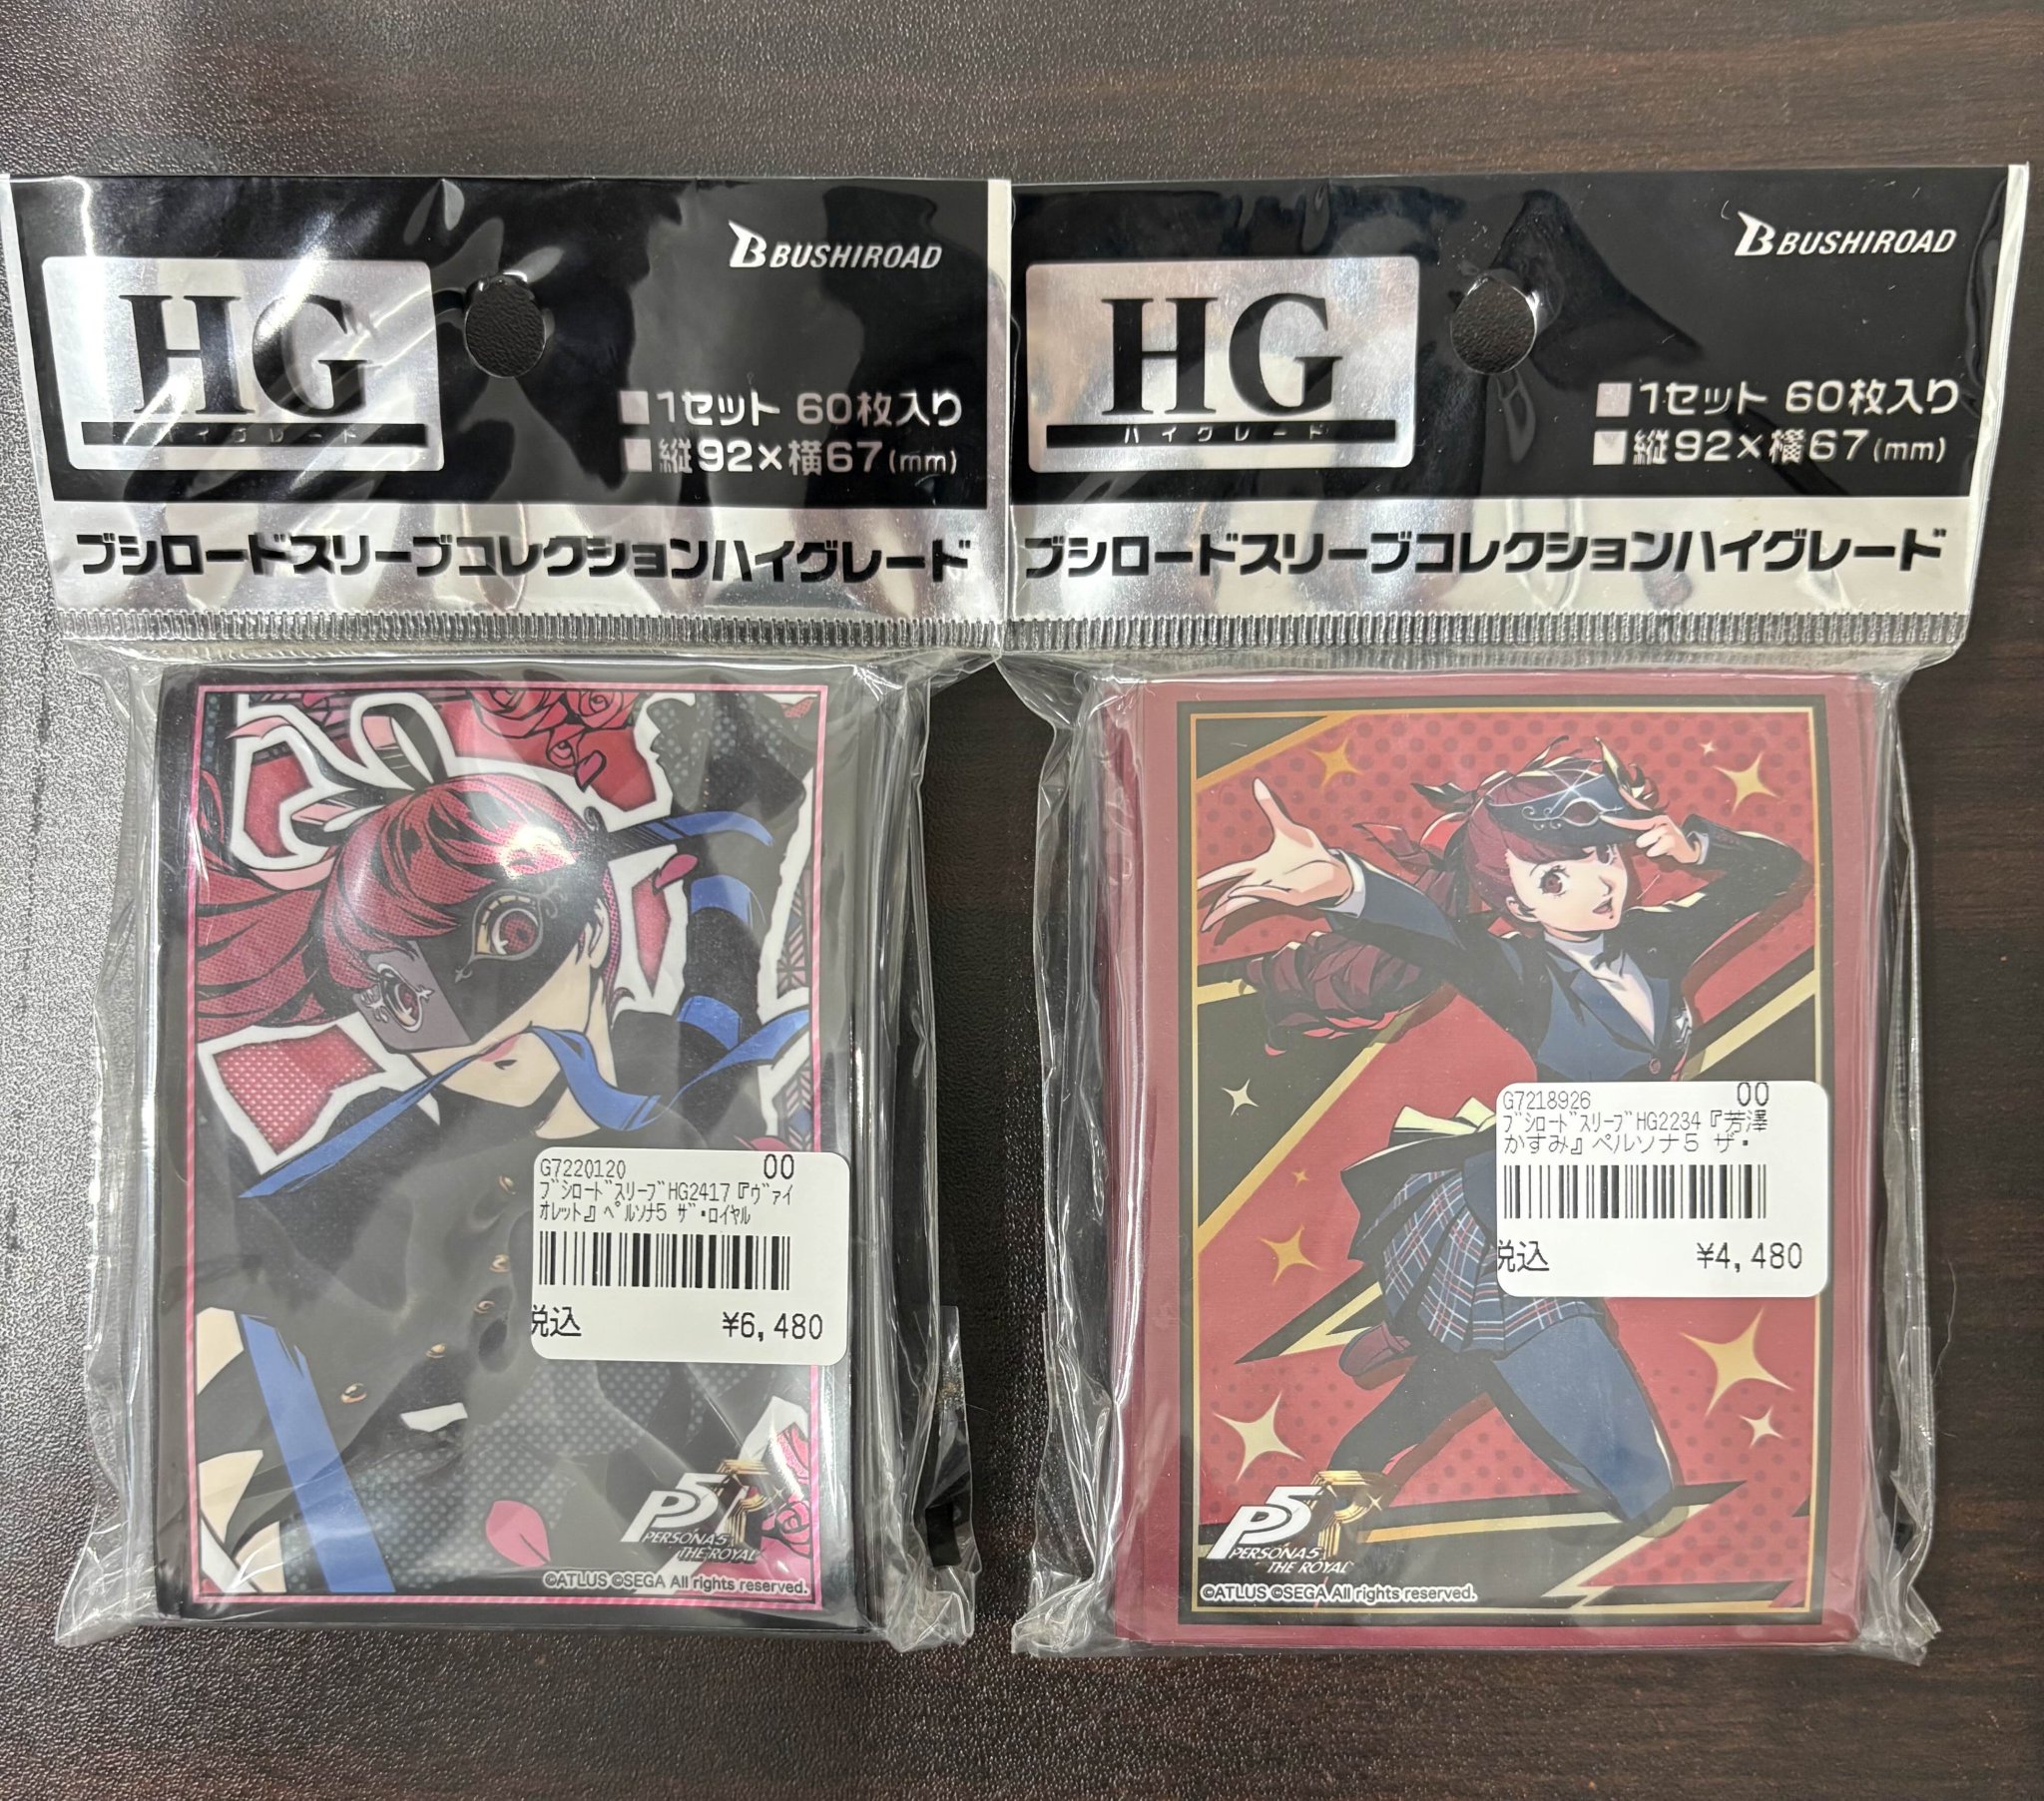 BUSHIROAD
HG
ハイグレード
■1セット 60枚入り
■縦92×横67(mm)
ブシロードスリーブコレクションハイグレード
G7220120 00
ﾌﾞｼﾛｰﾄﾞｽﾘｰﾌﾞHG2417『ヴァイ
オレット』ﾍﾟﾙｿﾅ5 ｻﾞ・ﾛｲﾔﾙ
税込 ¥6,480
P5R
PERSONA5
THE ROYAL
©ATLUS ©SEGA All rights reserved.
BUSHIROAD
HG
ハイグレード
■1セット 60枚入り
■縦92×横67(mm)
ブシロードスリーブコレクションハイグレード
G7218926 00
ﾌﾞｼﾛｰﾄﾞｽﾘｰﾌﾞHG2234『芳澤
かすみ』ペルソナ5 ザ・
税込 ¥4,480
P5R
PERSONA5
THE ROYAL
©ATLUS ©SEGA All rights reserved.